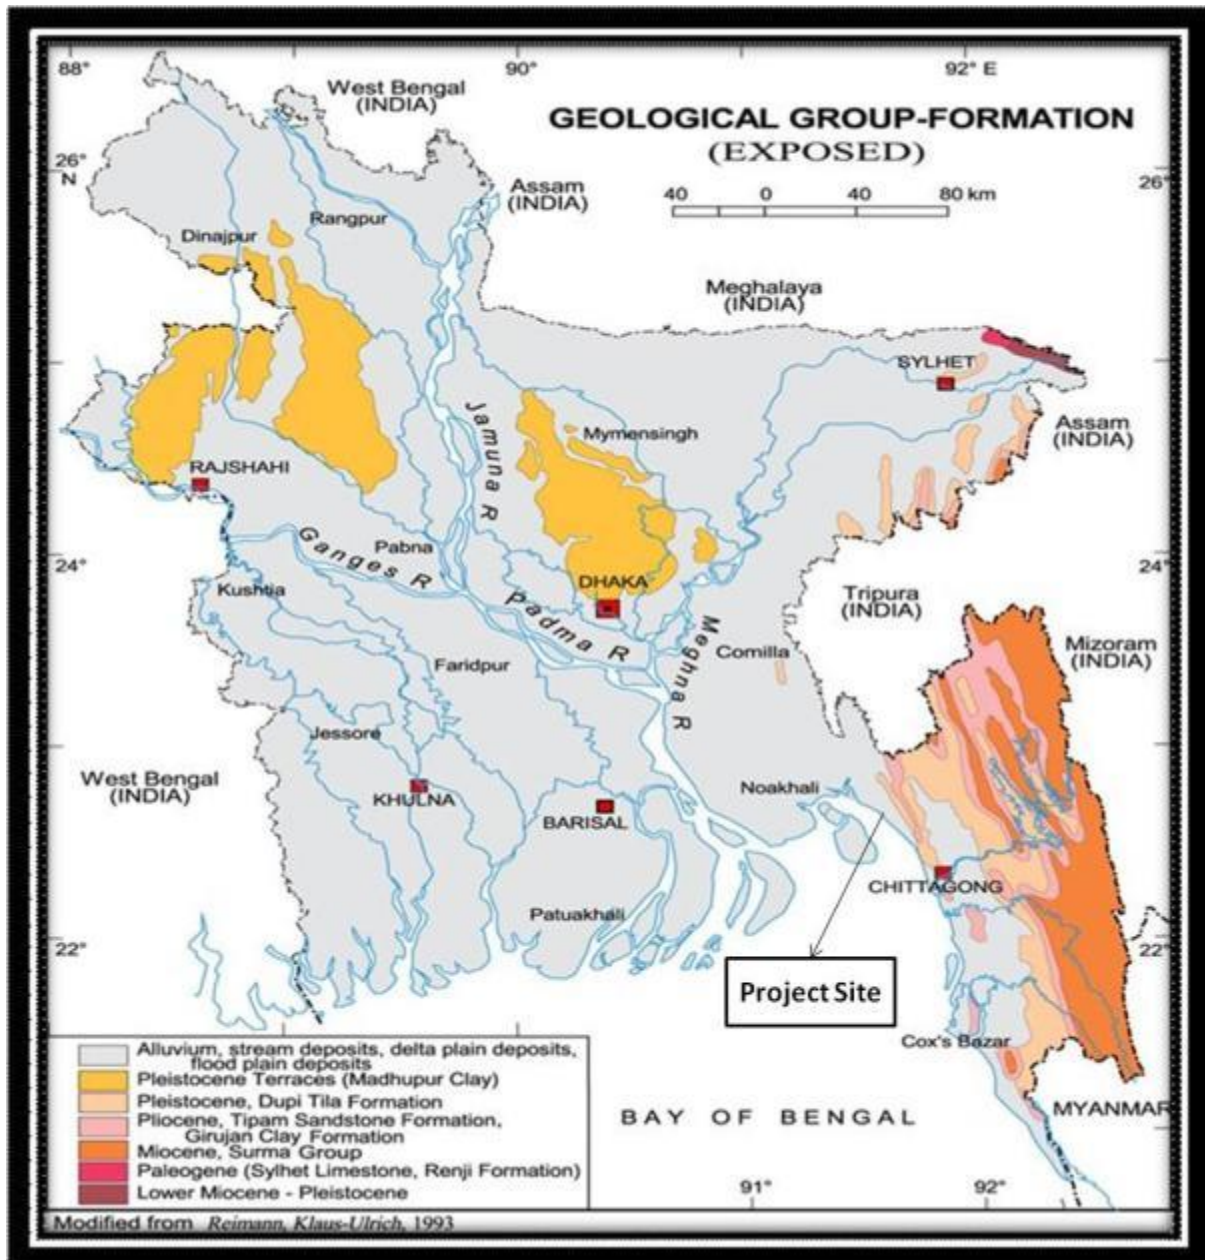 88°
90°
92° E
West Bengal
(INDIA)
GEOLOGICAL GROUP-FORMATION
(EXPOSED)
26°
N
26°
Assam
(INDIA)
40 0 40 80 km
Rangpur
Dinajpur
Meghalaya
(INDIA)
SYLHET
Assam
(INDIA)
Jamuna R
Mymensingh
RAJSHAHI
Ganges R
Pabna
24°
24°
Kushtia
DHAKA
Padma R
Tripura
(INDIA)
Meghna R
Comilla
Mizoram
(INDIA)
Faridpur
Jessore
West Bengal
(INDIA)
KHULNA
BARISAL
Noakhali
CHITTAGONG
Patuakhali
22°
22°
Project Site
Cox's Bazar
BAY OF BENGAL
MYANMAR
Alluvium, stream deposits, delta plain deposits,
flood plain deposits
Pleistocene Terraces (Madhupur Clay)
Pleistocene, Dupi Tila Formation
Pliocene, Tipam Sandstone Formation,
Girujan Clay Formation
Miocene, Surma Group
Paleogene (Sylhet Limestone, Renji Formation)
Lower Miocene - Pleistocene
91°
92°
Modified from Reimann, Klaus-Ulrich, 1993